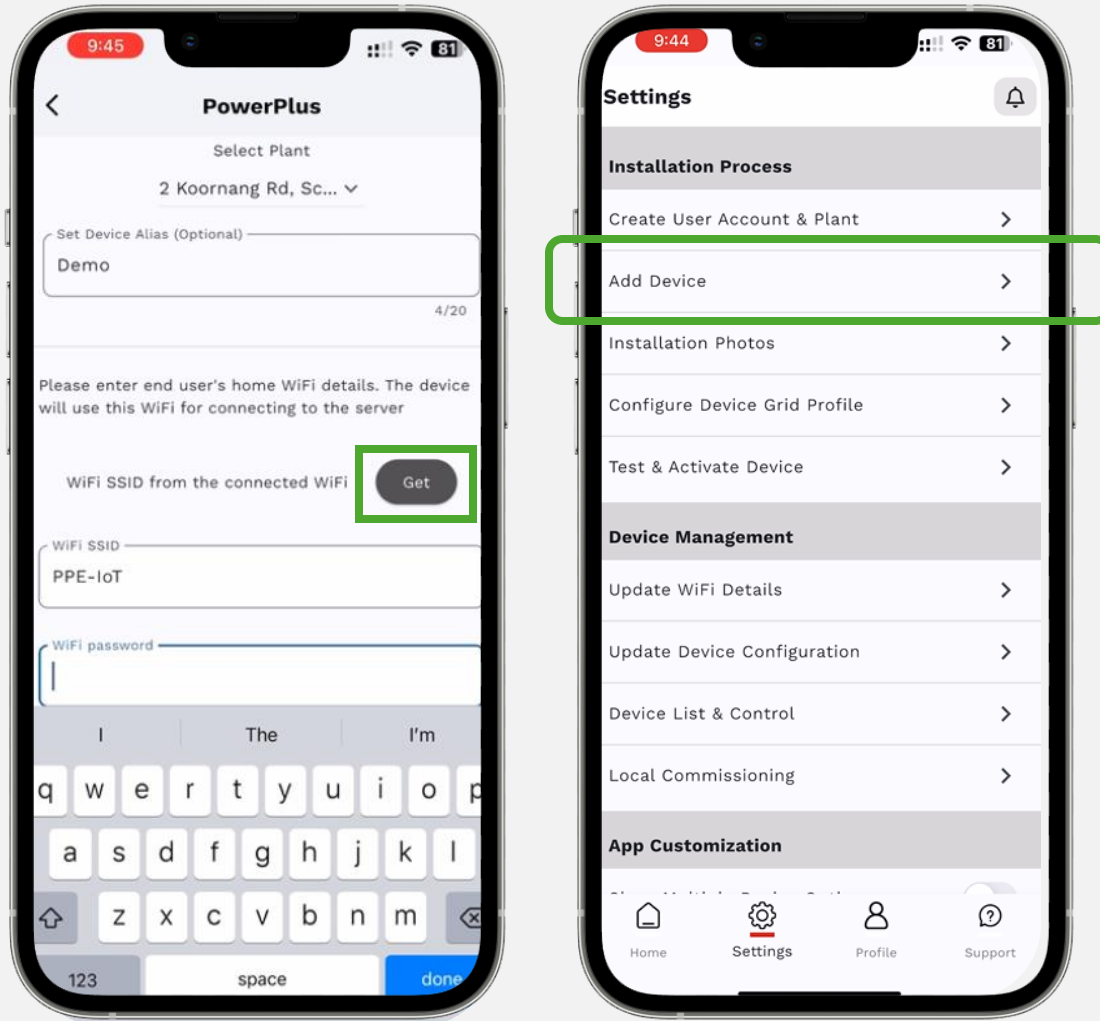 9:45
81
PowerPlus
Select Plant
2 Koornang Rd, Sc...
Set Device Alias (Optional)
Demo
4/20
Please enter end user's home WiFi details. The device
will use this WiFi for connecting to the server
WiFi SSID from the connected WiFi
Get
WiFi SSID
PPE-IoT
WiFi password
I The I'm
q w e r t y u i o p
a s d f g h j k l
z x c v b n m
123 space done
9:44
81
Settings
Installation Process
Create User Account & Plant
Add Device
Installation Photos
Configure Device Grid Profile
Test & Activate Device
Device Management
Update WiFi Details
Update Device Configuration
Device List & Control
Local Commissioning
App Customization
Home Settings Profile Support